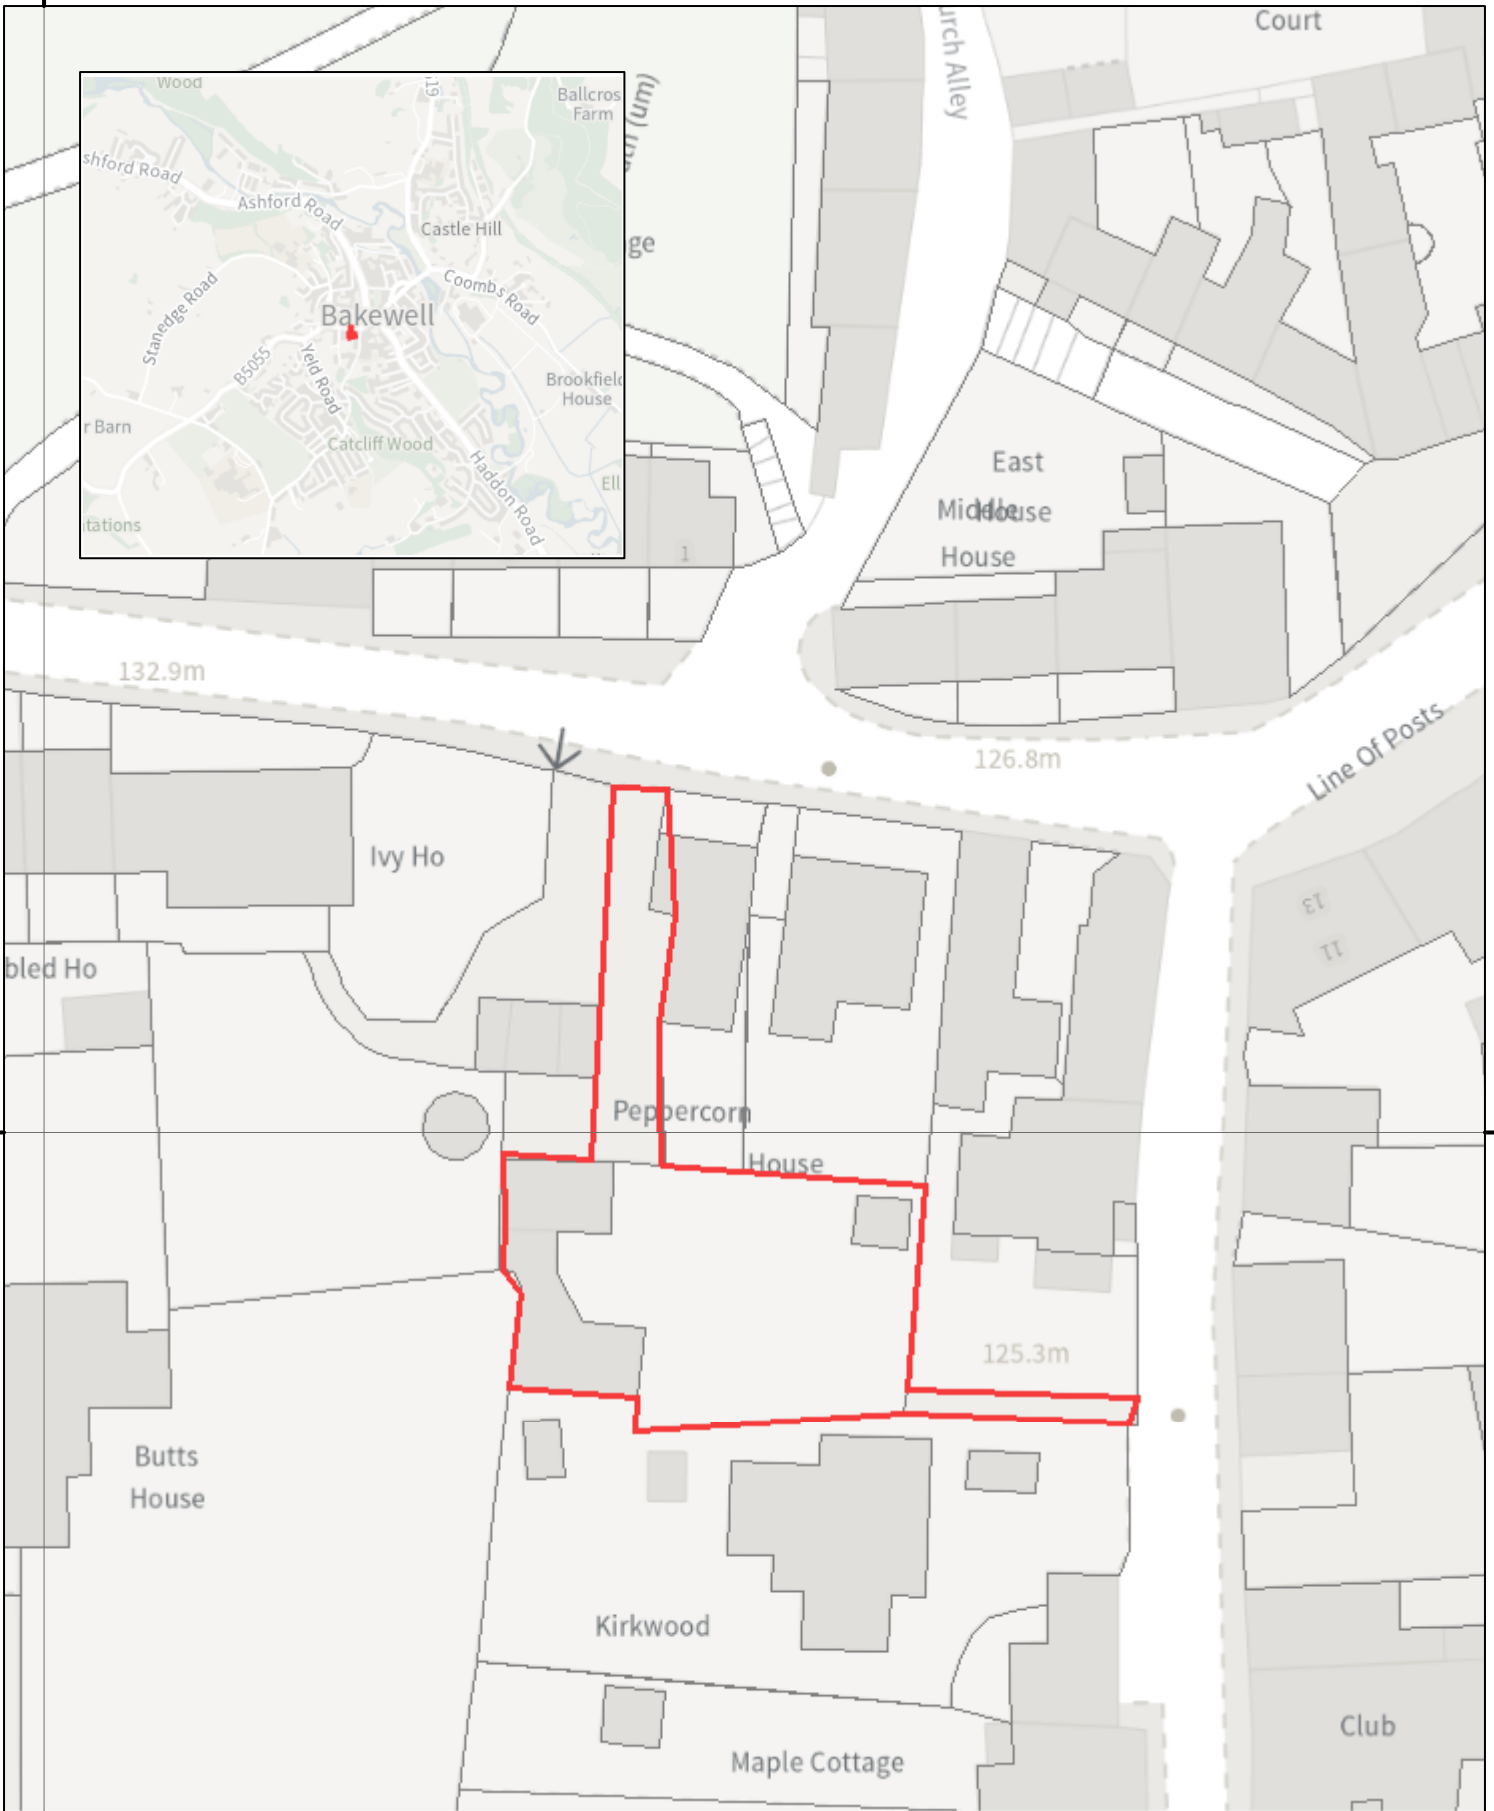 Court
Wood
Ballcros
Farm
shford Road
Ashford Road
Castle Hill
Coombs Road
Stanedge Road
Bakewell
B5055
Yeld Road
Brookfield
House
r Barn
Catcliff Wood
Haddon Road
Ell
tations
(um)
ge
urch Alley
East
House
Middle
House
1
132.9m
126.8m
Line Of Posts
Ivy Ho
13
11
bled Ho
Peppercorn
House
125.3m
Butts
House
Kirkwood
Maple Cottage
Club